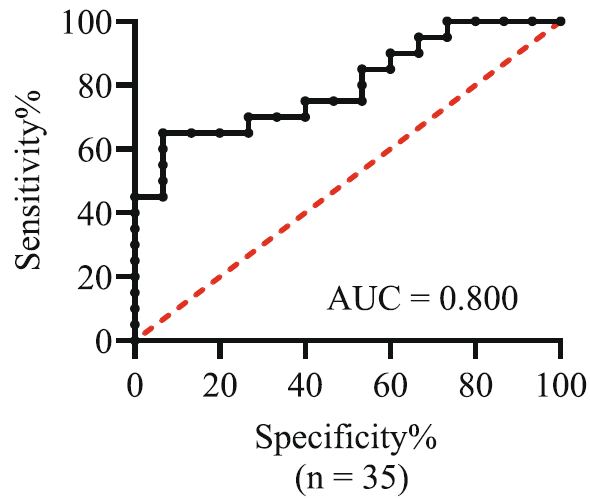 100
80
60
40
20
0
Sensitivity%
AUC = 0.800
0 20 40 60 80 100
Specificity%
(n = 35)